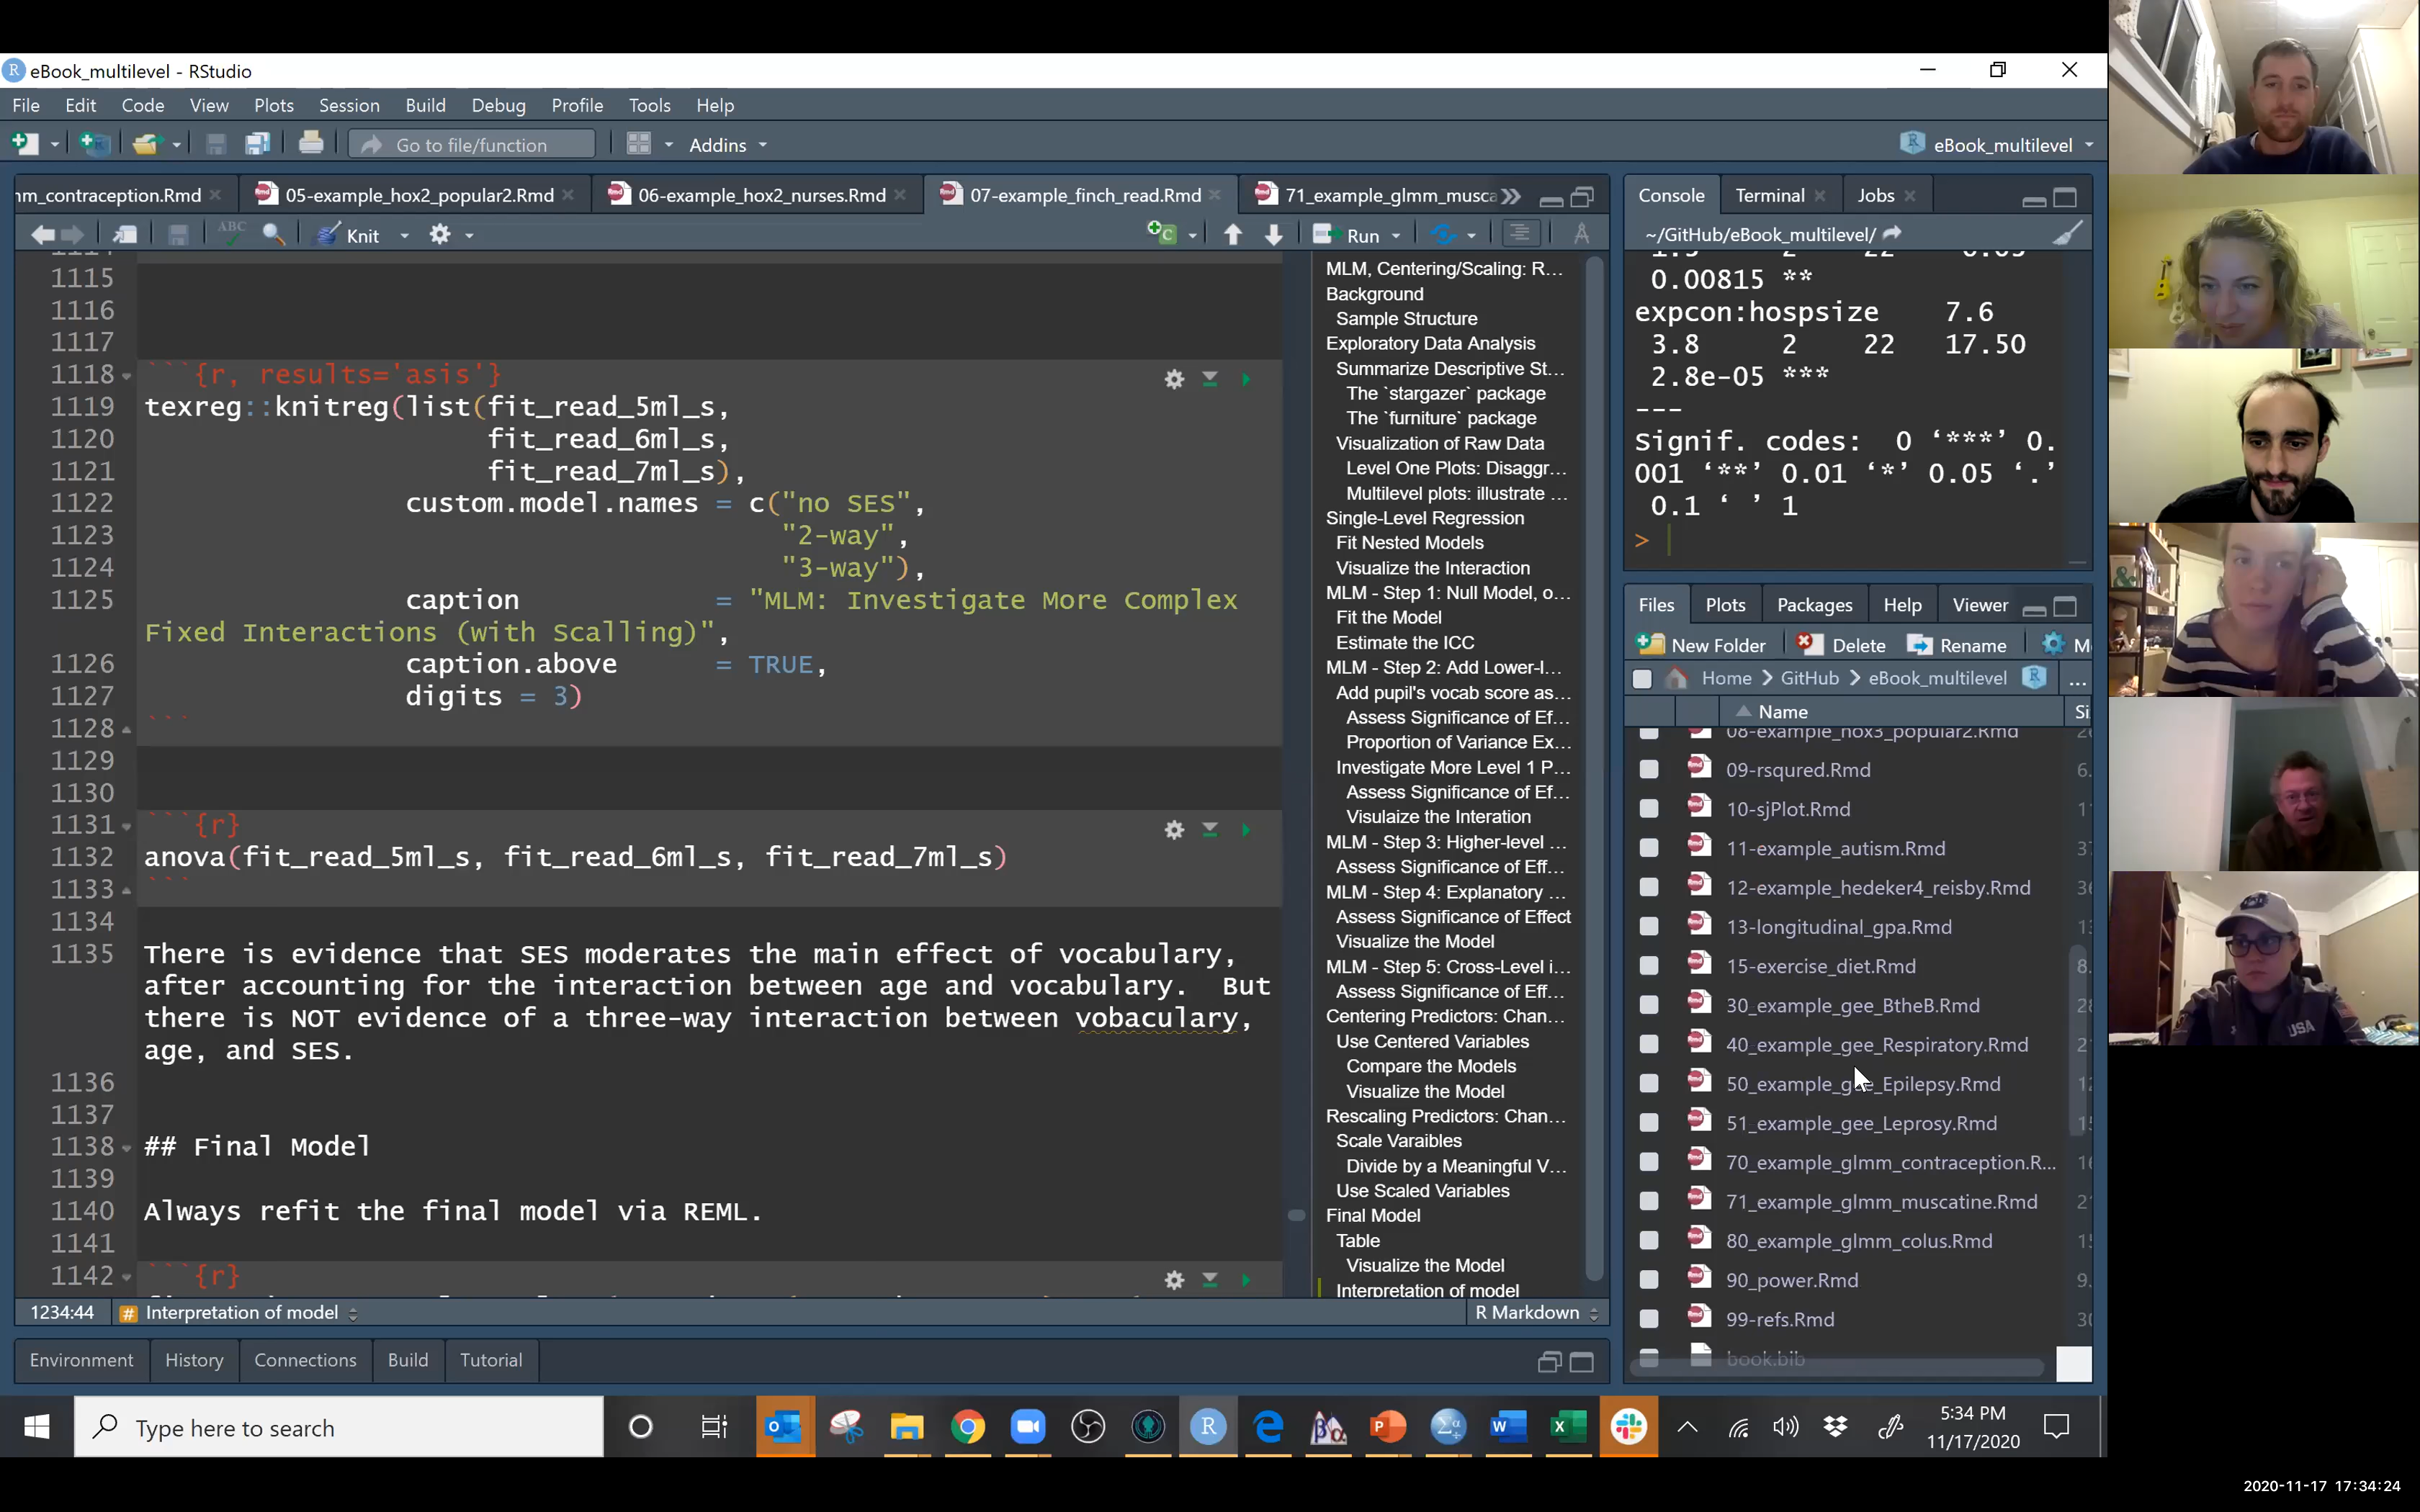 eBook_multilevel - RStudio
File Edit Code View Plots Session Build Debug Profile Tools Help
Go to file/function Addins eBook_multilevel
nm_contraception.Rmd 05-example_hox2_popular2.Rmd 06-example_hox2_nurses.Rmd 07-example_finch_read.Rmd 71_example_glmm_musca
ABC Knit Run
1115
1116
1117
1118 ```{r, results='asis'}
1119 texreg::knitreg(list(fit_read_5ml_s,
1120 fit_read_6ml_s,
1121 fit_read_7ml_s),
1122 custom.model.names = c("no SES",
1123 "2-way",
1124 "3-way"),
1125 caption = "MLM: Investigate More Complex
Fixed Interactions (with Scalling)",
1126 caption.above = TRUE,
1127 digits = 3)
1128 ```
1129
1130
1131 ```{r}
1132 anova(fit_read_5ml_s, fit_read_6ml_s, fit_read_7ml_s)
1133 ```
1134
1135 There is evidence that SES moderates the main effect of vocabulary,
after accounting for the interaction between age and vocabulary. But
there is NOT evidence of a three-way interaction between vobaculary,
age, and SES.
1136
1137
1138 ## Final Model
1139
1140 Always refit the final model via REML.
1141
1142 ```{r}
1234:44 # Interpretation of model R Markdown
MLM, Centering/Scaling: R...
Background
Sample Structure
Exploratory Data Analysis
Summarize Descriptive St...
The `stargazer` package
The `furniture` package
Visualization of Raw Data
Level One Plots: Disaggr...
Multilevel plots: illustrate ...
Single-Level Regression
Fit Nested Models
Visualize the Interaction
MLM - Step 1: Null Model, o...
Fit the Model
Estimate the ICC
MLM - Step 2: Add Lower-l...
Add pupil's vocab score as...
Assess Significance of Ef...
Proportion of Variance Ex...
Investigate More Level 1 P...
Assess Significance of Ef...
Visulaize the Interation
MLM - Step 3: Higher-level ...
Assess Significance of Eff...
MLM - Step 4: Explanatory ...
Assess Significance of Effect
Visualize the Model
MLM - Step 5: Cross-Level i...
Assess Significance of Eff...
Centering Predictors: Chan...
Use Centered Variables
Compare the Models
Visualize the Model
Rescaling Predictors: Chan...
Scale Varaibles
Divide by a Meaningful V...
Use Scaled Variables
Final Model
Table
Visualize the Model
Interpretation of model
Environment History Connections Build Tutorial
Console Terminal Jobs
~/GitHub/eBook_multilevel/
0.00815 **
expcon:hospsize 7.6
3.8 2 22 17.50
2.8e-05 ***
---
Signif. codes: 0 ‘***’ 0.
001 ‘**’ 0.01 ‘*’ 0.05 ‘.’
0.1 ‘ ’ 1
>
Files Plots Packages Help Viewer
New Folder Delete Rename M
Home GitHub eBook_multilevel ...
Name Si
08-example_hox3_popular2.Rmd
09-rsqured.Rmd 6.
10-sjPlot.Rmd
11-example_autism.Rmd
12-example_hedeker4_reisby.Rmd
13-longitudinal_gpa.Rmd
15-exercise_diet.Rmd 8.
30_example_gee_BtheB.Rmd
40_example_gee_Respiratory.Rmd
50_example_gee_Epilepsy.Rmd
51_example_gee_Leprosy.Rmd
70_example_glmm_contraception.R...
71_example_glmm_muscatine.Rmd
80_example_glmm_colus.Rmd
90_power.Rmd 9.
99-refs.Rmd
book.bib
USA
Type here to search
5:34 PM
11/17/2020
2020-11-17 17:34:24